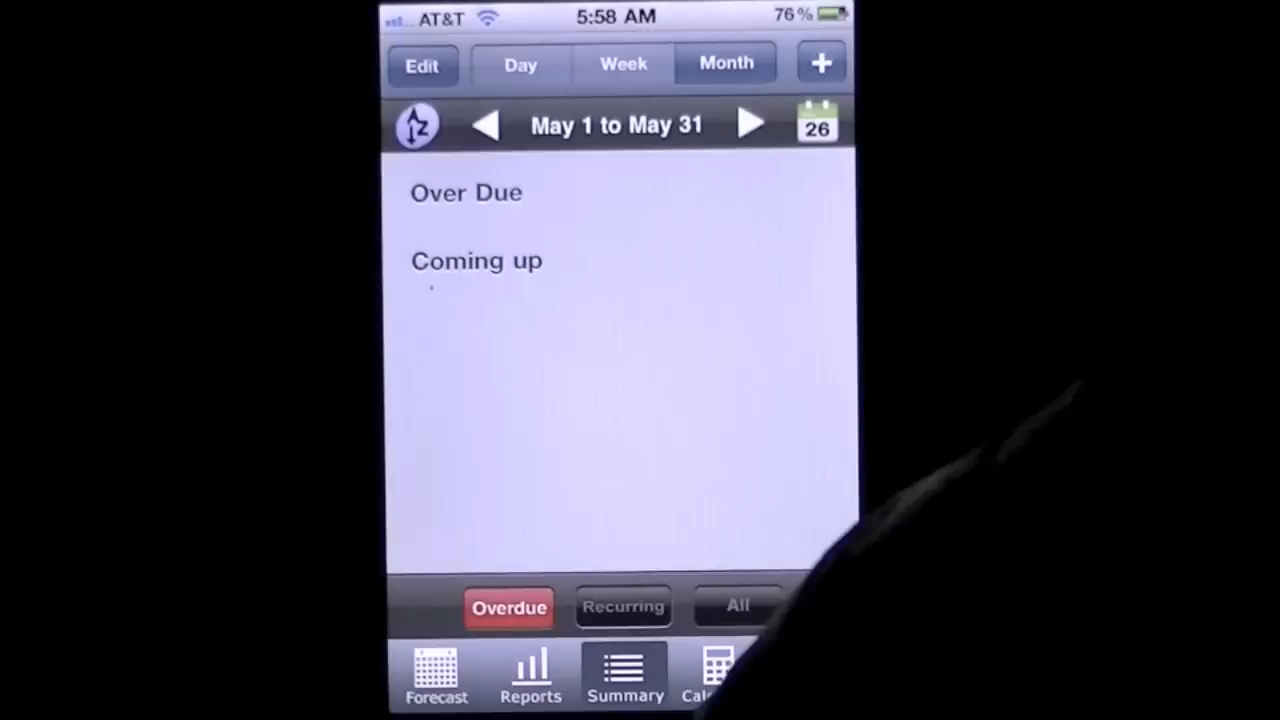 AT&T 5:58 AM 76%
Edit Day Week Month +
AZ May 1 to May 31 26
Over Due
Coming up
Overdue Recurring All
Forecast Reports Summary